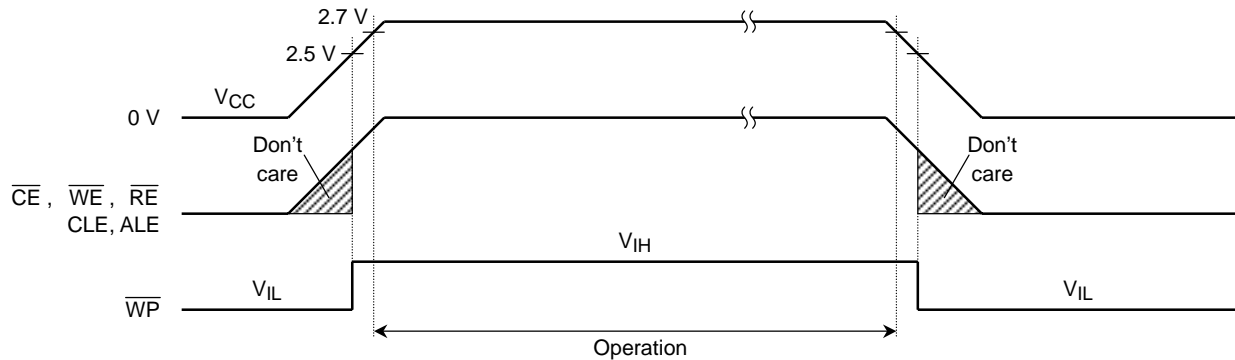 2.7 V
2.5 V
VCC
0 V
Don't
care
Don't
care
CE , WE , RE
CLE, ALE
VIH
VIL
VIL
WP
Operation